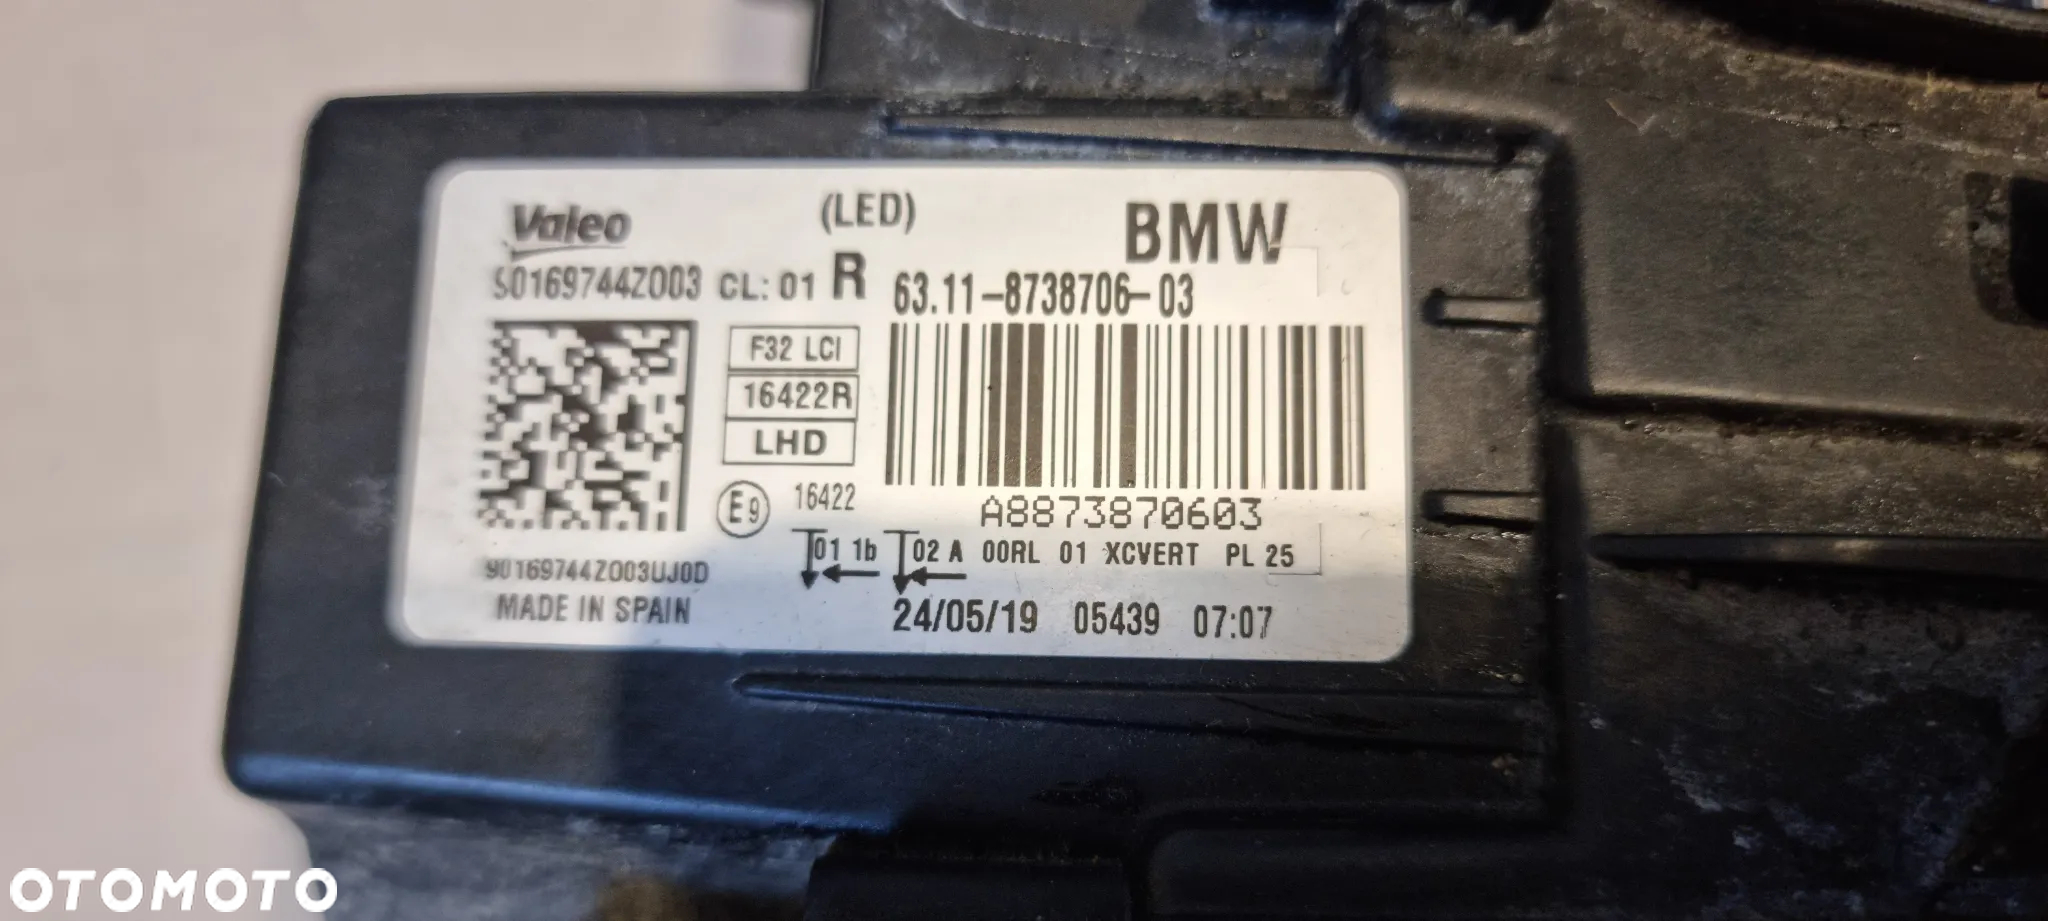 Valeo (LED) BMW
90169744Z003 CL: 01 R 63.11-8738706-03
F32 LCI
16422R
LHD
E9 16422
A8873870603
01 1b 02 A 00RL 01 XCVERT PL 25
90169744Z003UJ0D
MADE IN SPAIN 24/05/19 05439 07:07
OTOMOTO